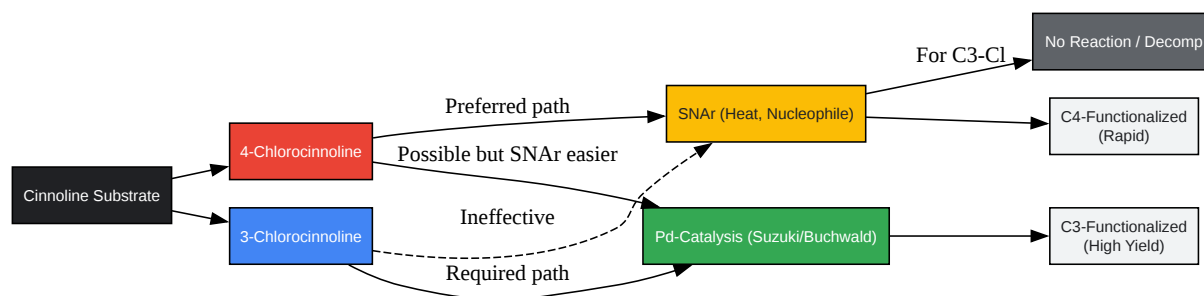 No Reaction / Decomp
For C3-Cl
Preferred path
SNAr (Heat, Nucleophile)
C4-Functionalized
(Rapid)
4-Chlorocinnoline
Possible but SNAr easier
Cinnoline Substrate
Ineffective
3-Chlorocinnoline
Pd-Catalysis (Suzuki/Buchwald)
C3-Functionalized
(High Yield)
Required path